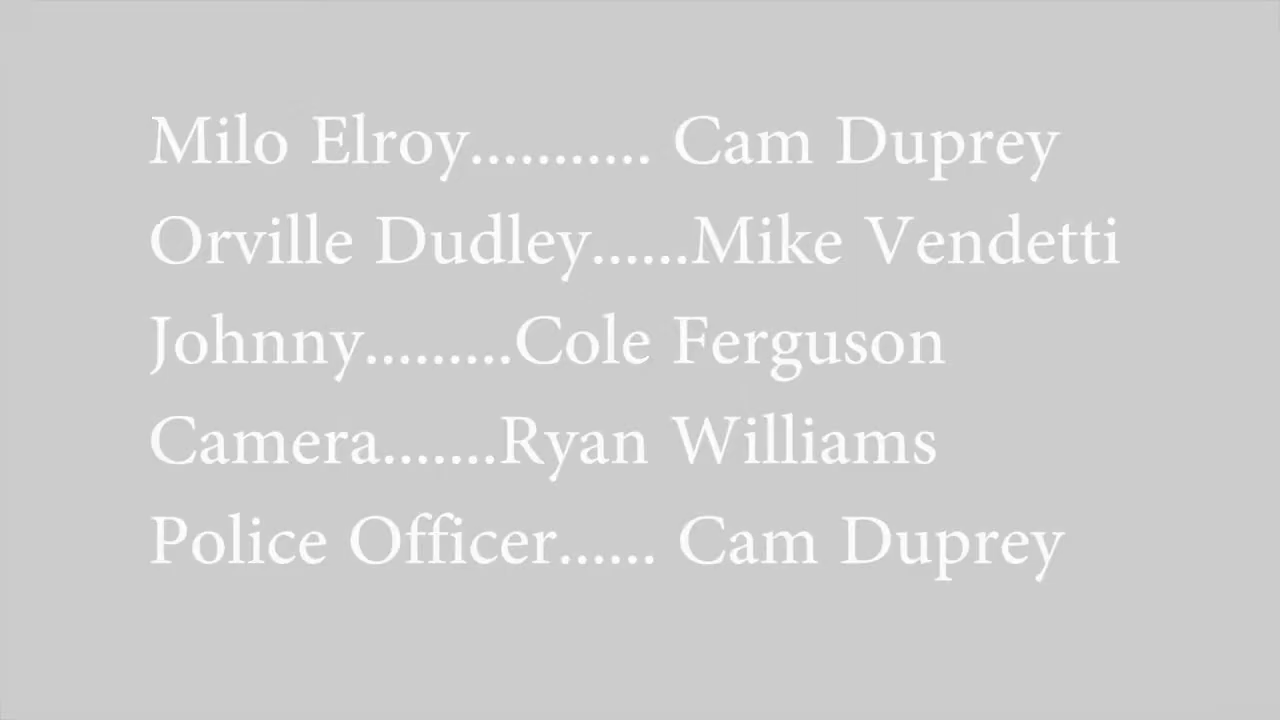 Milo Elroy........... Cam Duprey
Orville Dudley......Mike Vendetti
Johnny.........Cole Ferguson
Camera.......Ryan Williams
Police Officer...... Cam Duprey